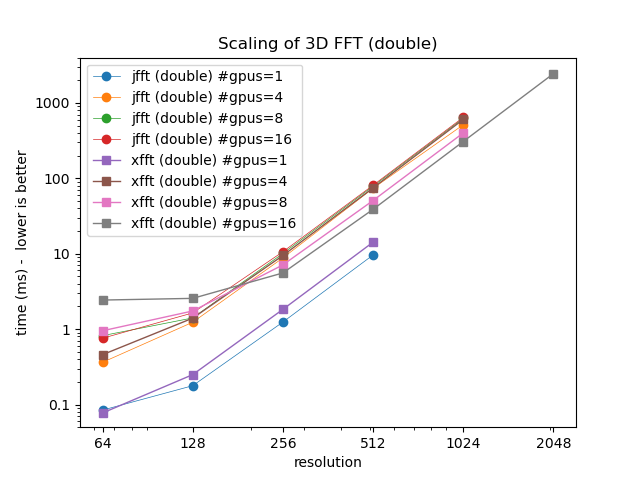 Scaling of 3D FFT (double)
jfft (double) #gpus=1
jfft (double) #gpus=4
jfft (double) #gpus=8
jfft (double) #gpus=16
xfft (double) #gpus=1
xfft (double) #gpus=4
xfft (double) #gpus=8
xfft (double) #gpus=16
time (ms) -  lower is better
1000
100
10
1
0.1
64 128 256 512 1024 2048
resolution